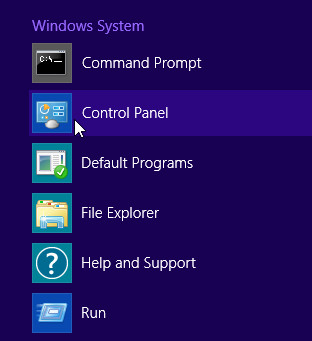 Windows System
C:\_
Command Prompt
Control Panel
Default Programs
File Explorer
?
Help and Support
Run